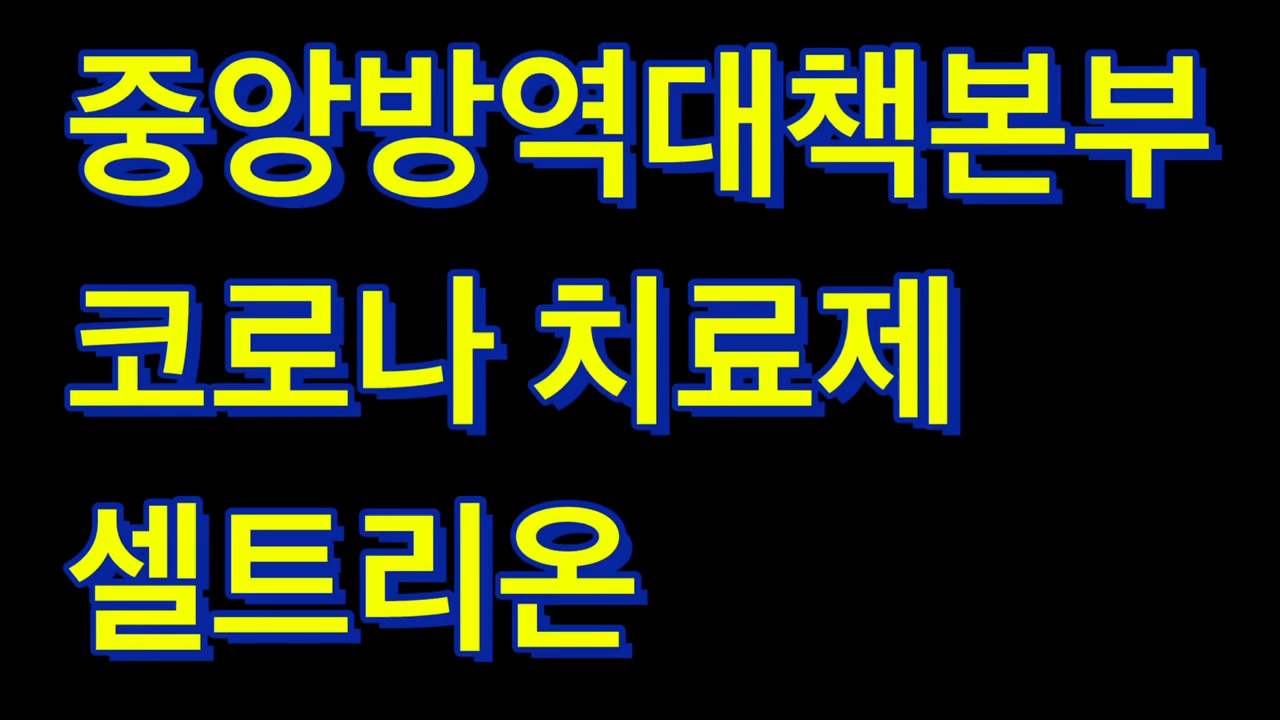 중앙방역대책본부
코로나 치료제
셀트리온